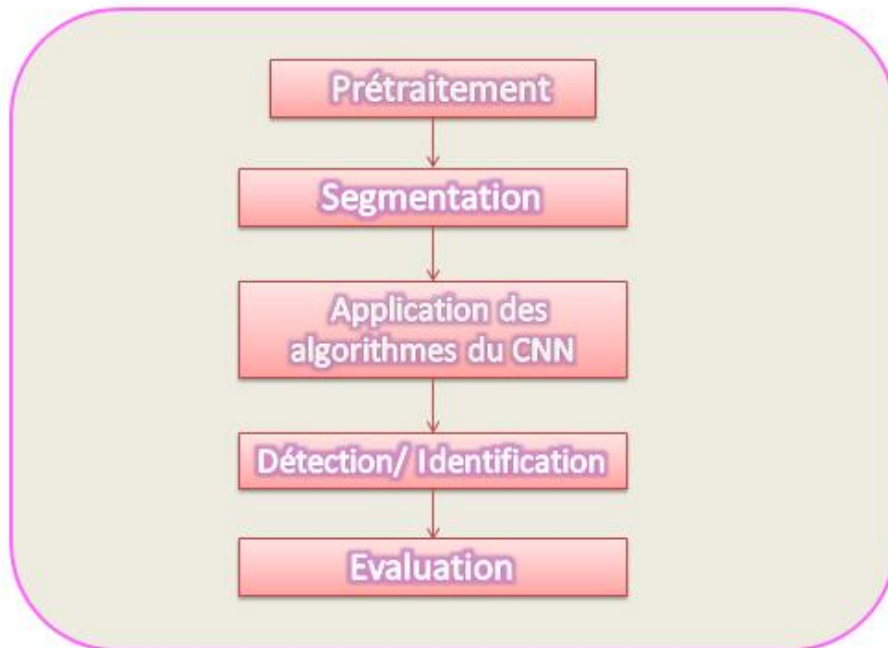 Prétraitement
Segmentation
Application des
algorithmes du CNN
Détection/ Identification
Evaluation